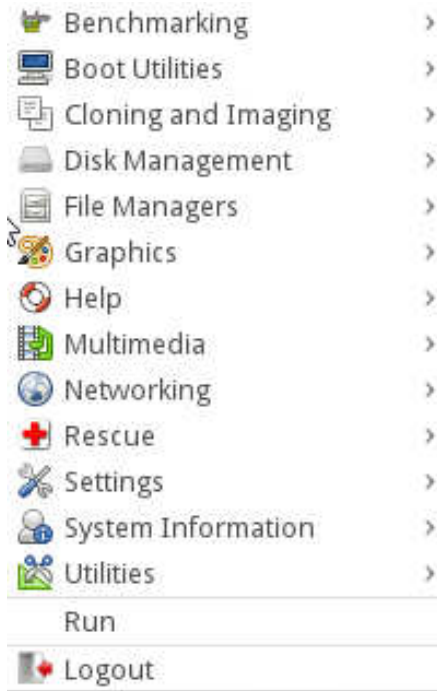 Benchmarking
Boot Utilities
Cloning and Imaging
Disk Management
File Managers
Graphics
Help
Multimedia
Networking
Rescue
Settings
System Information
Utilities
Run
Logout